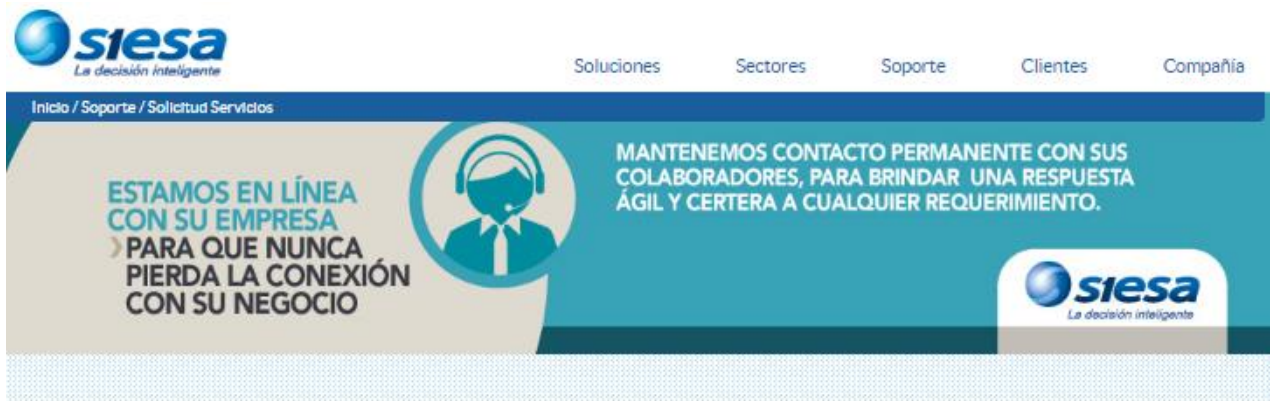 siesa
La decisión inteligente
Soluciones Sectores Soporte Clientes Compañía
Inicio / Soporte / Solicitud Servicios
ESTAMOS EN LÍNEA
CON SU EMPRESA
›PARA QUE NUNCA
PIERDA LA CONEXIÓN
CON SU NEGOCIO
MANTENEMOS CONTACTO PERMANENTE CON SUS
COLABORADORES, PARA BRINDAR UNA RESPUESTA
ÁGIL Y CERTERA A CUALQUIER REQUERIMIENTO.
siesa
La decisión inteligente